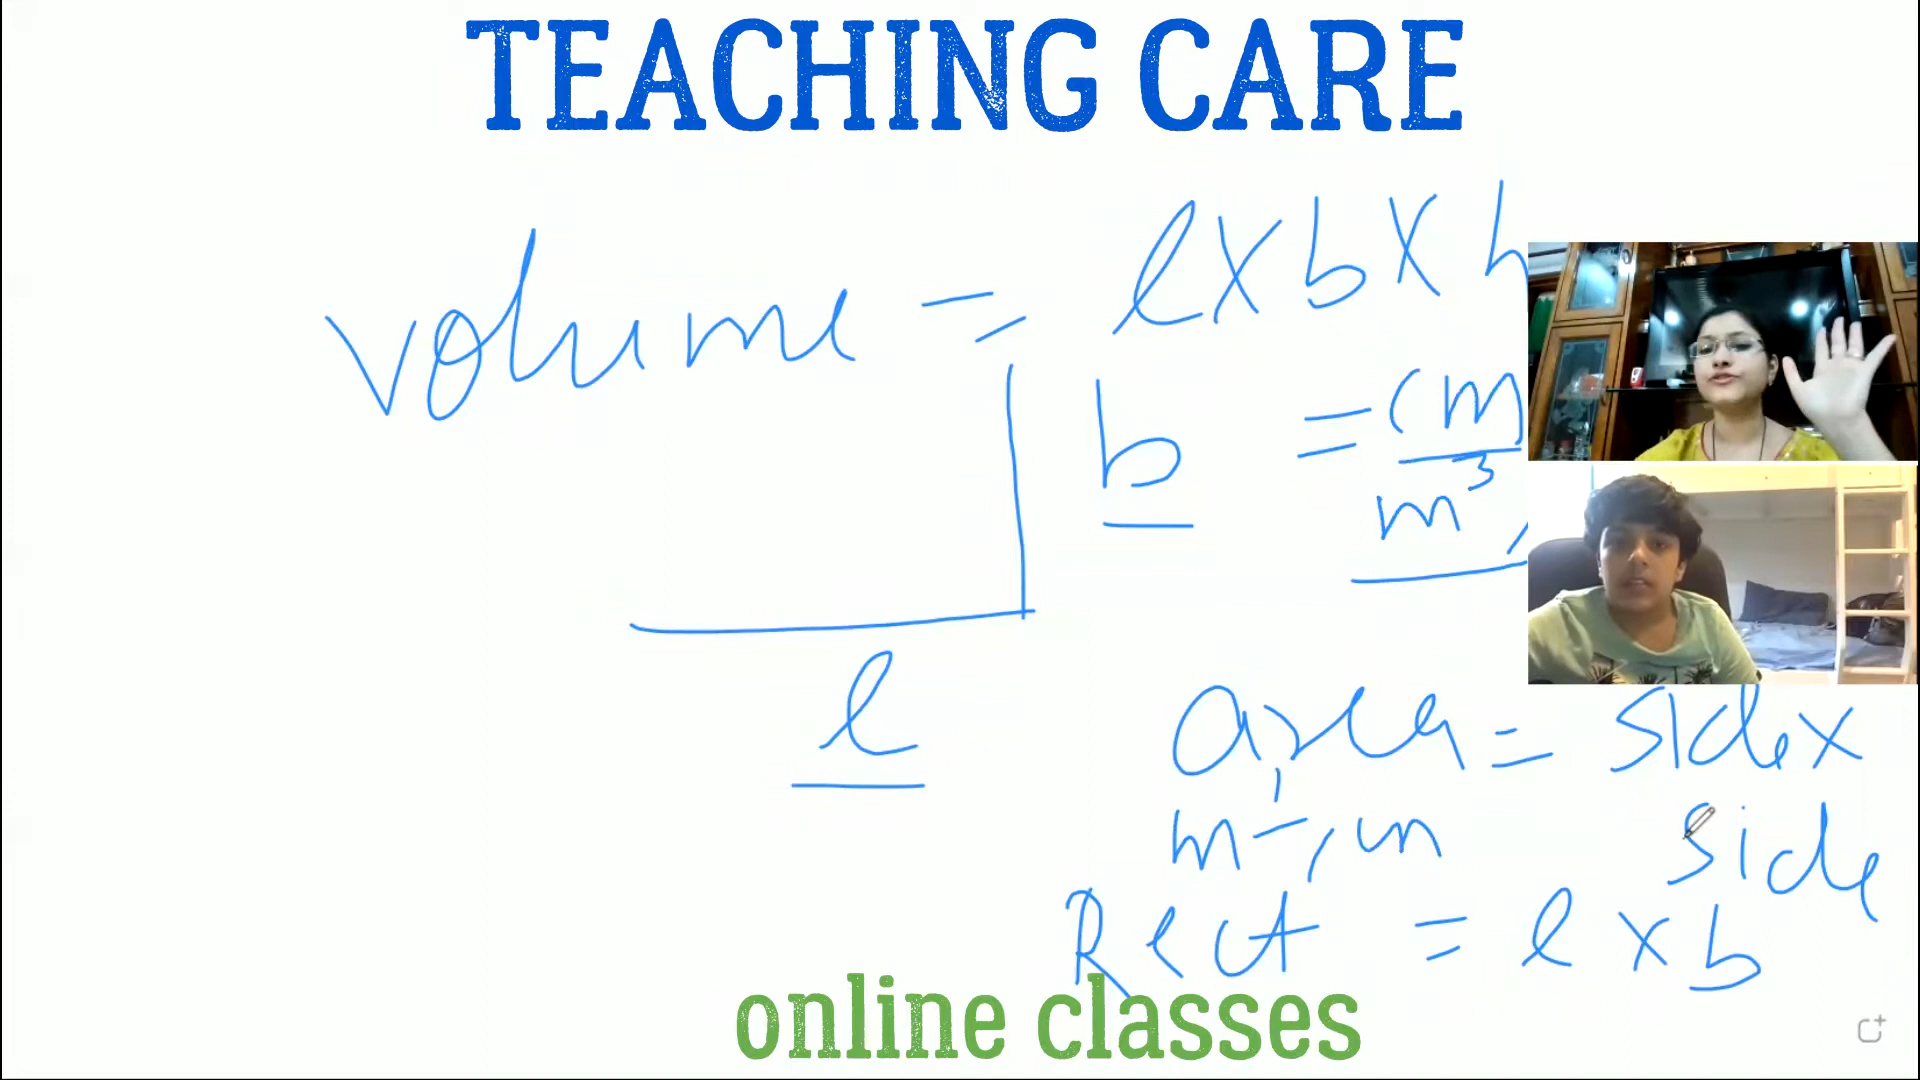 TEACHING CARE
volume = l x b x h
b = cm
m³,
l
area = side x
m², cm
side
Rect = l x b
online classes